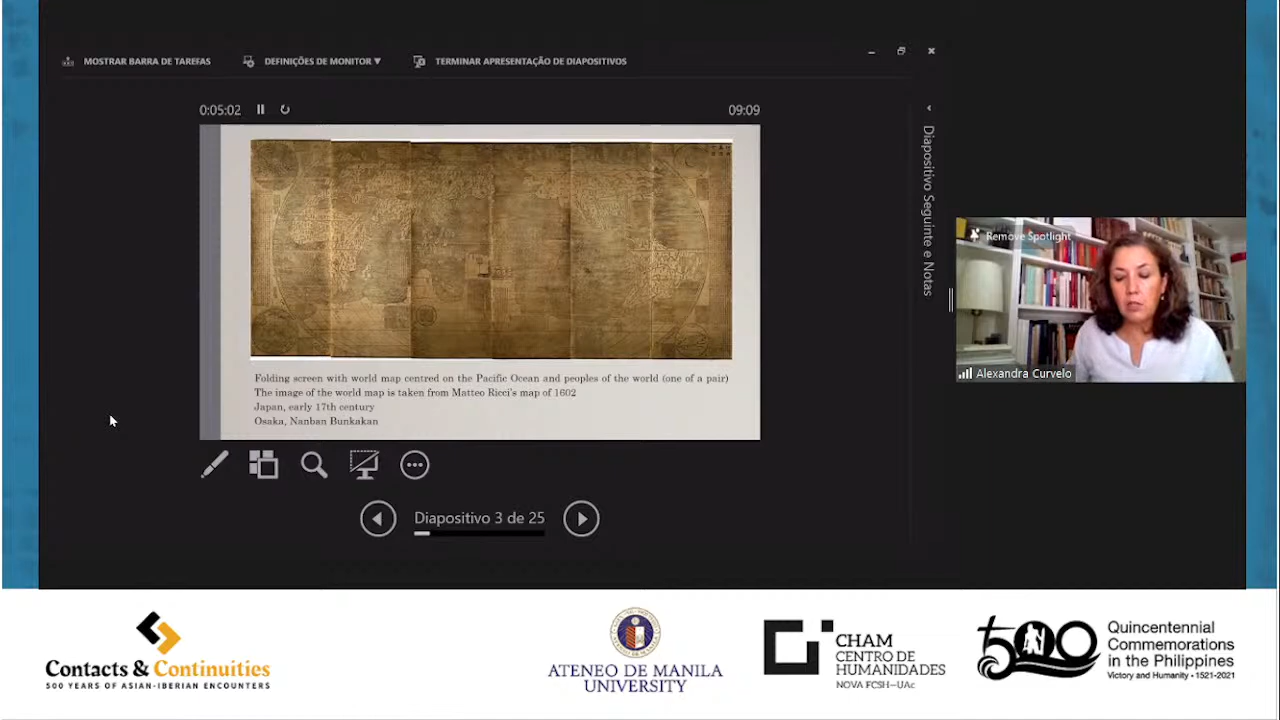 MOSTRAR BARRA DE TAREFAS
DEFINIÇÕES DE MONITOR ▼
TERMINAR APRESENTAÇÃO DE DIAPOSITIVOS
0:05:02
09:09
Folding screen with world map centred on the Pacific Ocean and peoples of the world (one of a pair)
The image of the world map is taken from Matteo Ricci's map of 1602
Japan, early 17th century
Osaka, Nanban Bunkakan
Diapositivo 3 de 25
Diapositivo Seguinte e Notas
Remove Spotlight
Alexandra Curvelo
Contacts & Continuities
500 YEARS OF ASIAN-IBERIAN ENCOUNTERS
ATENEO DE MANILA
UNIVERSITY
CHAM
CENTRO DE
HUMANIDADES
NOVA FCSH—UAc
500
Quincentennial
Commemorations
in the Philippines
Victory and Humanity • 1521-2021